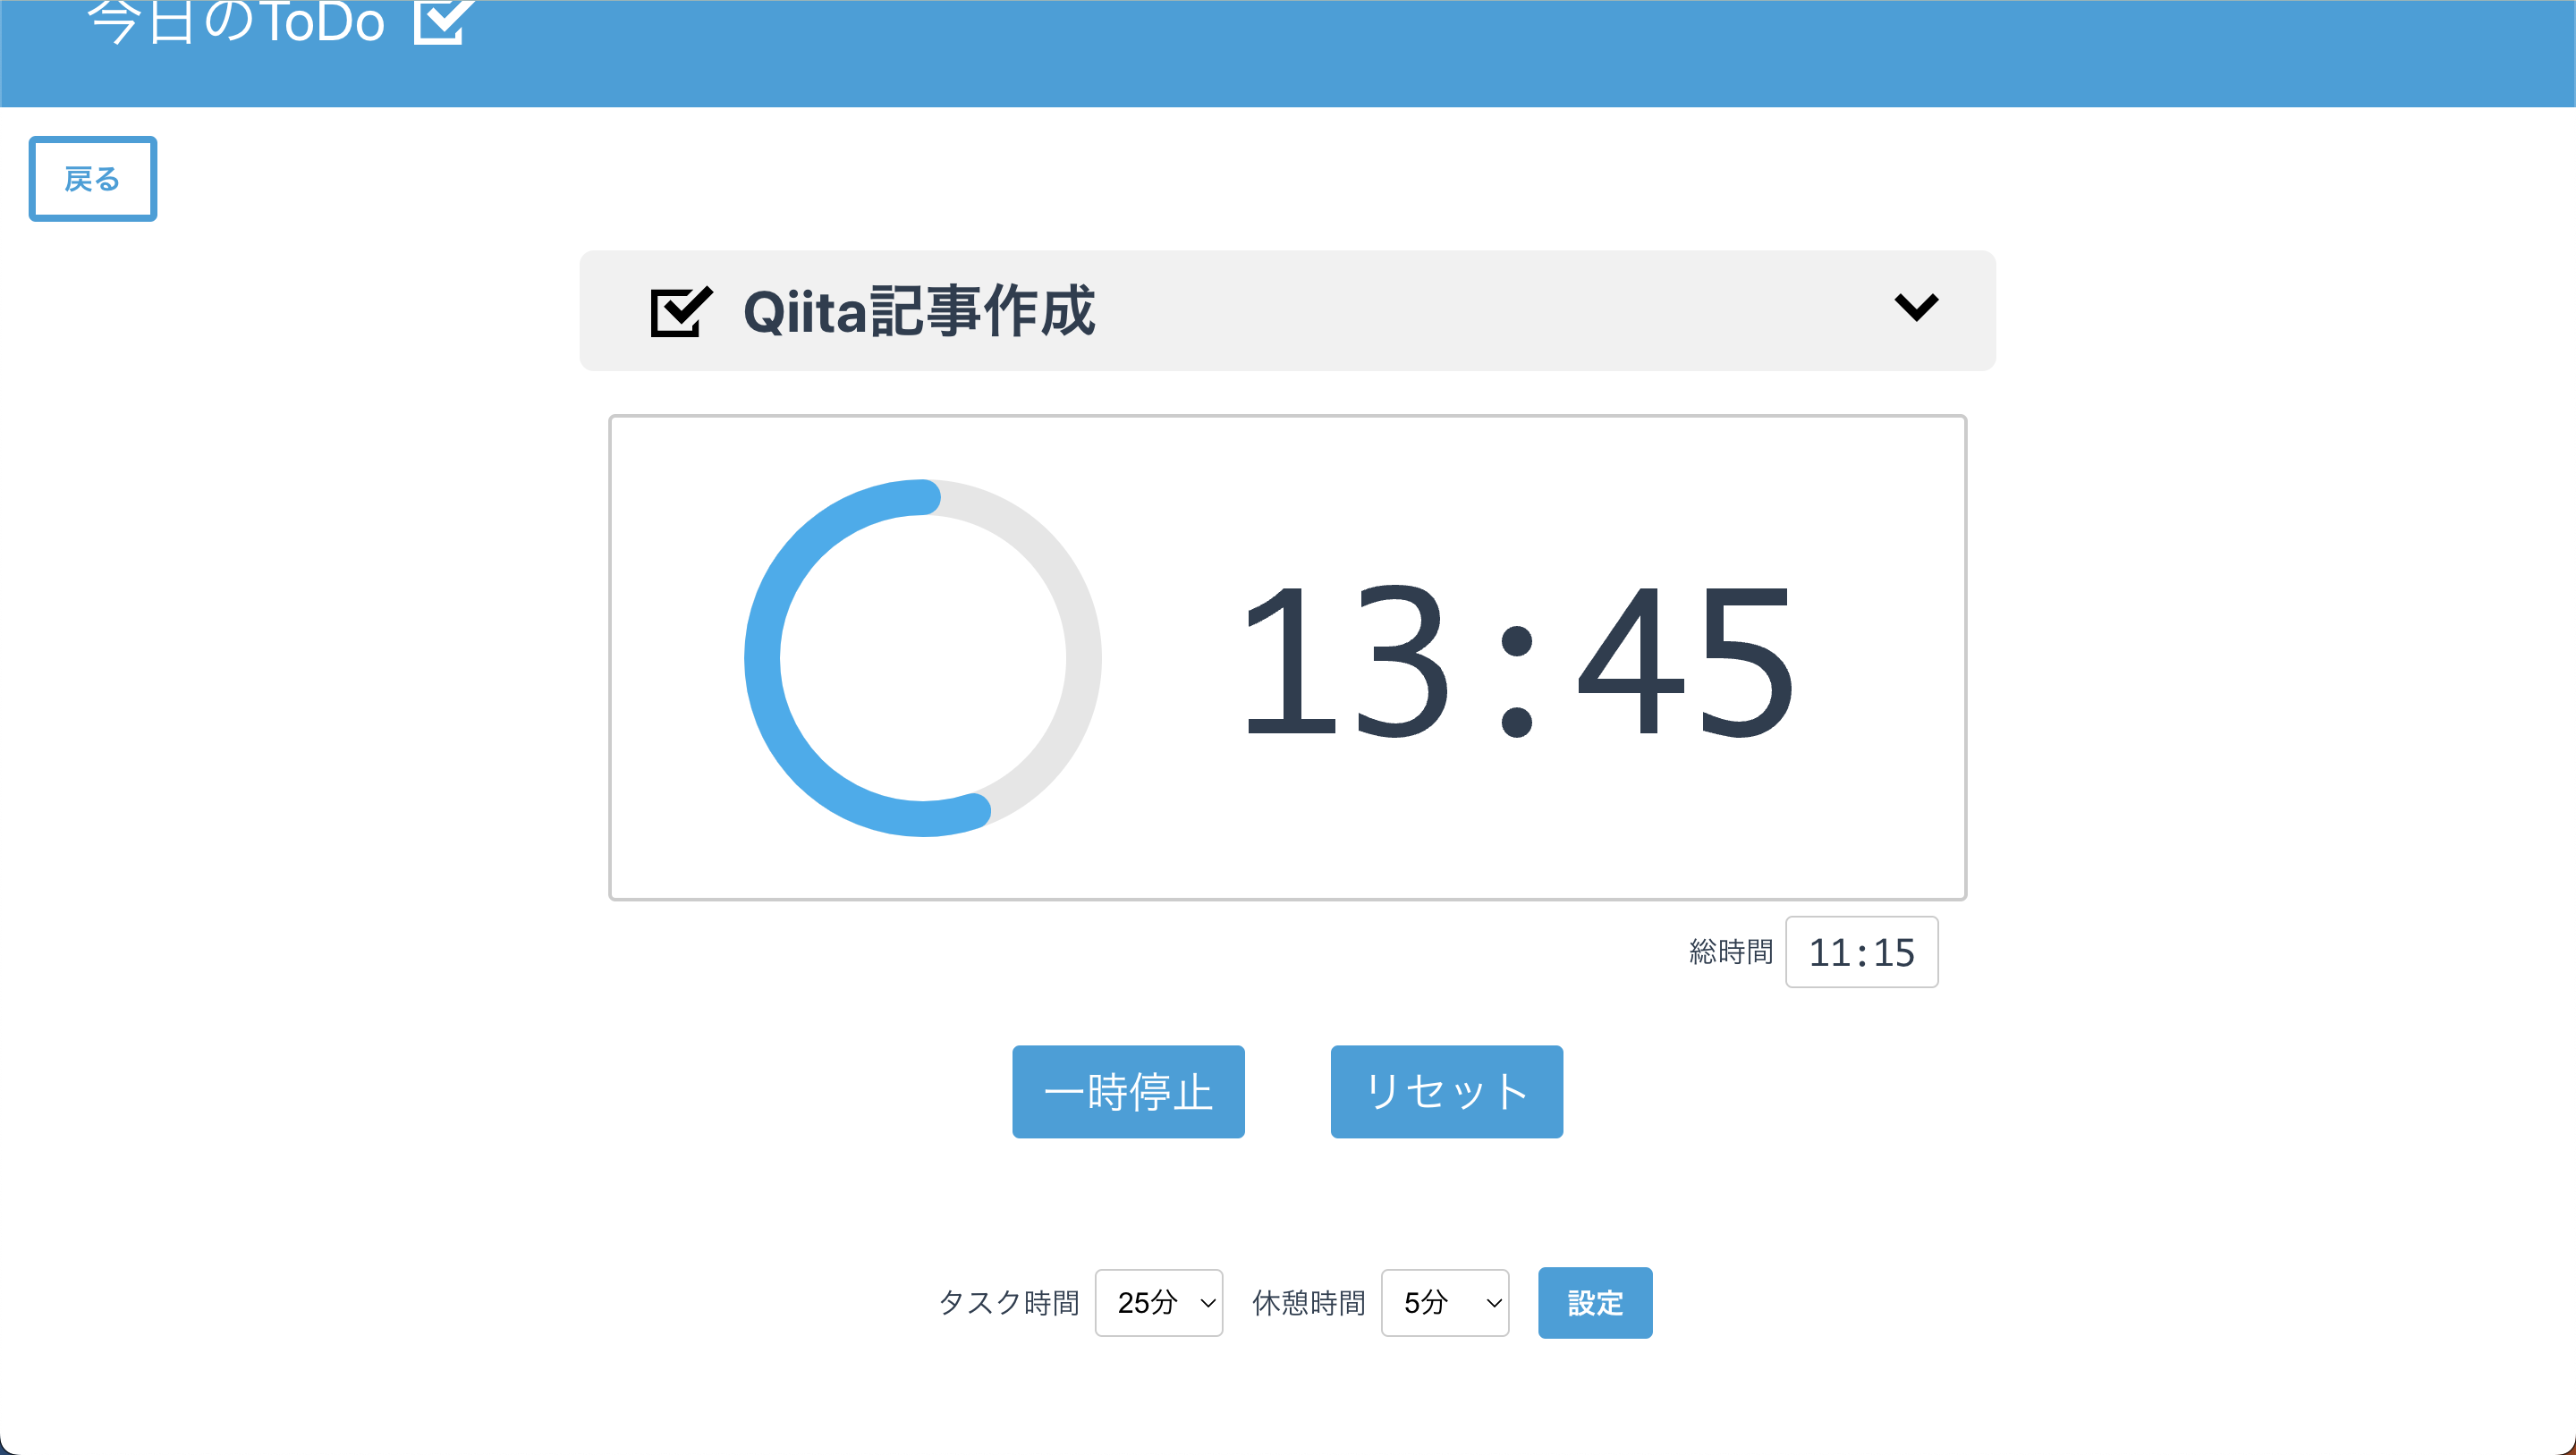 今日のToDo
戻る
Qiita記事作成
13:45
総時間 11:15
一時停止 リセット
タスク時間 25分 休憩時間 5分 設定